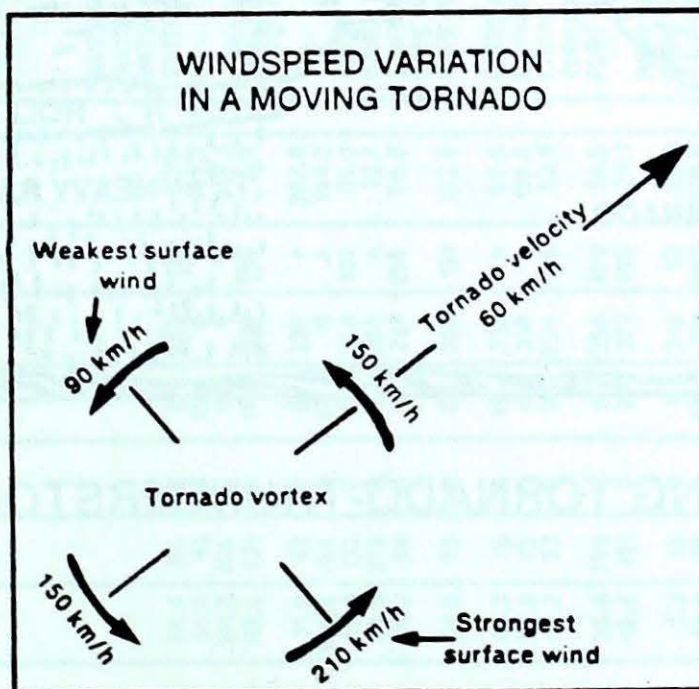 WINDSPEED VARIATION
IN A MOVING TORNADO
Weakest surface
wind
90 km/h
Tornado velocity
60 km/h
150 km/h
Tornado vortex
150 km/h
210 km/h
Strongest
surface wind